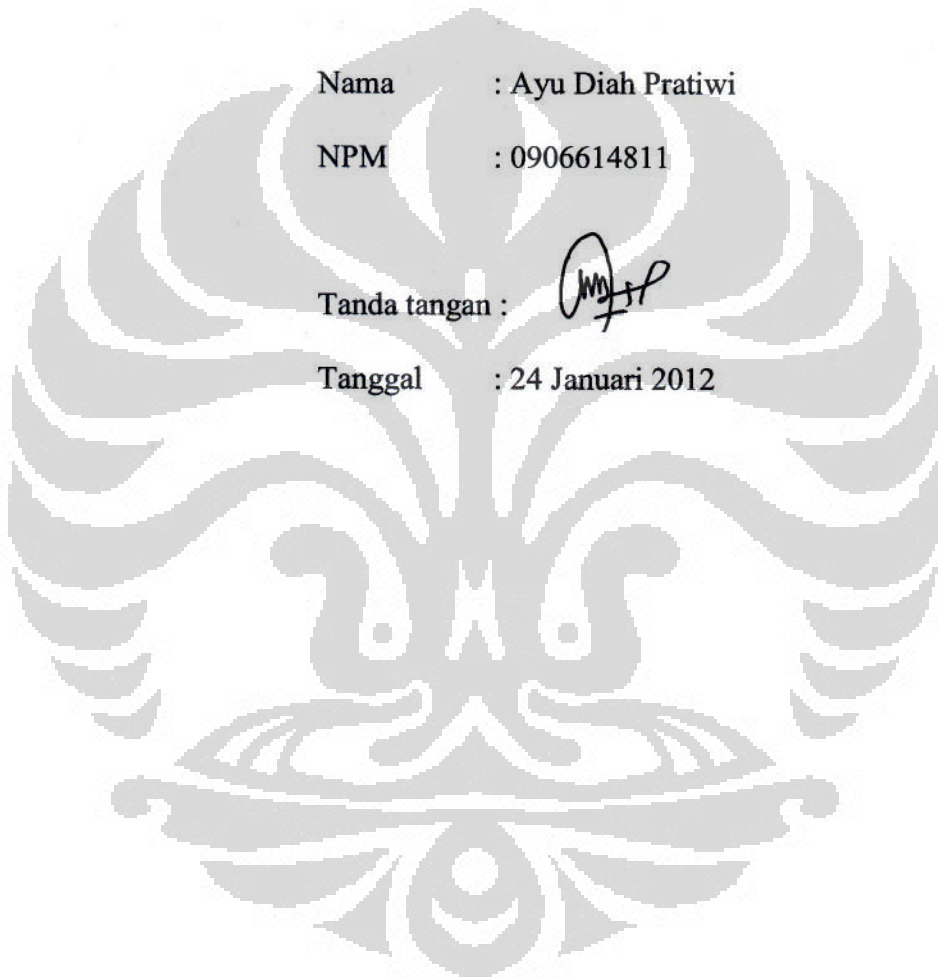 Nama : Ayu Diah Pratiwi
NPM : 0906614811
Tanda tangan :
Tanggal : 24 Januari 2012